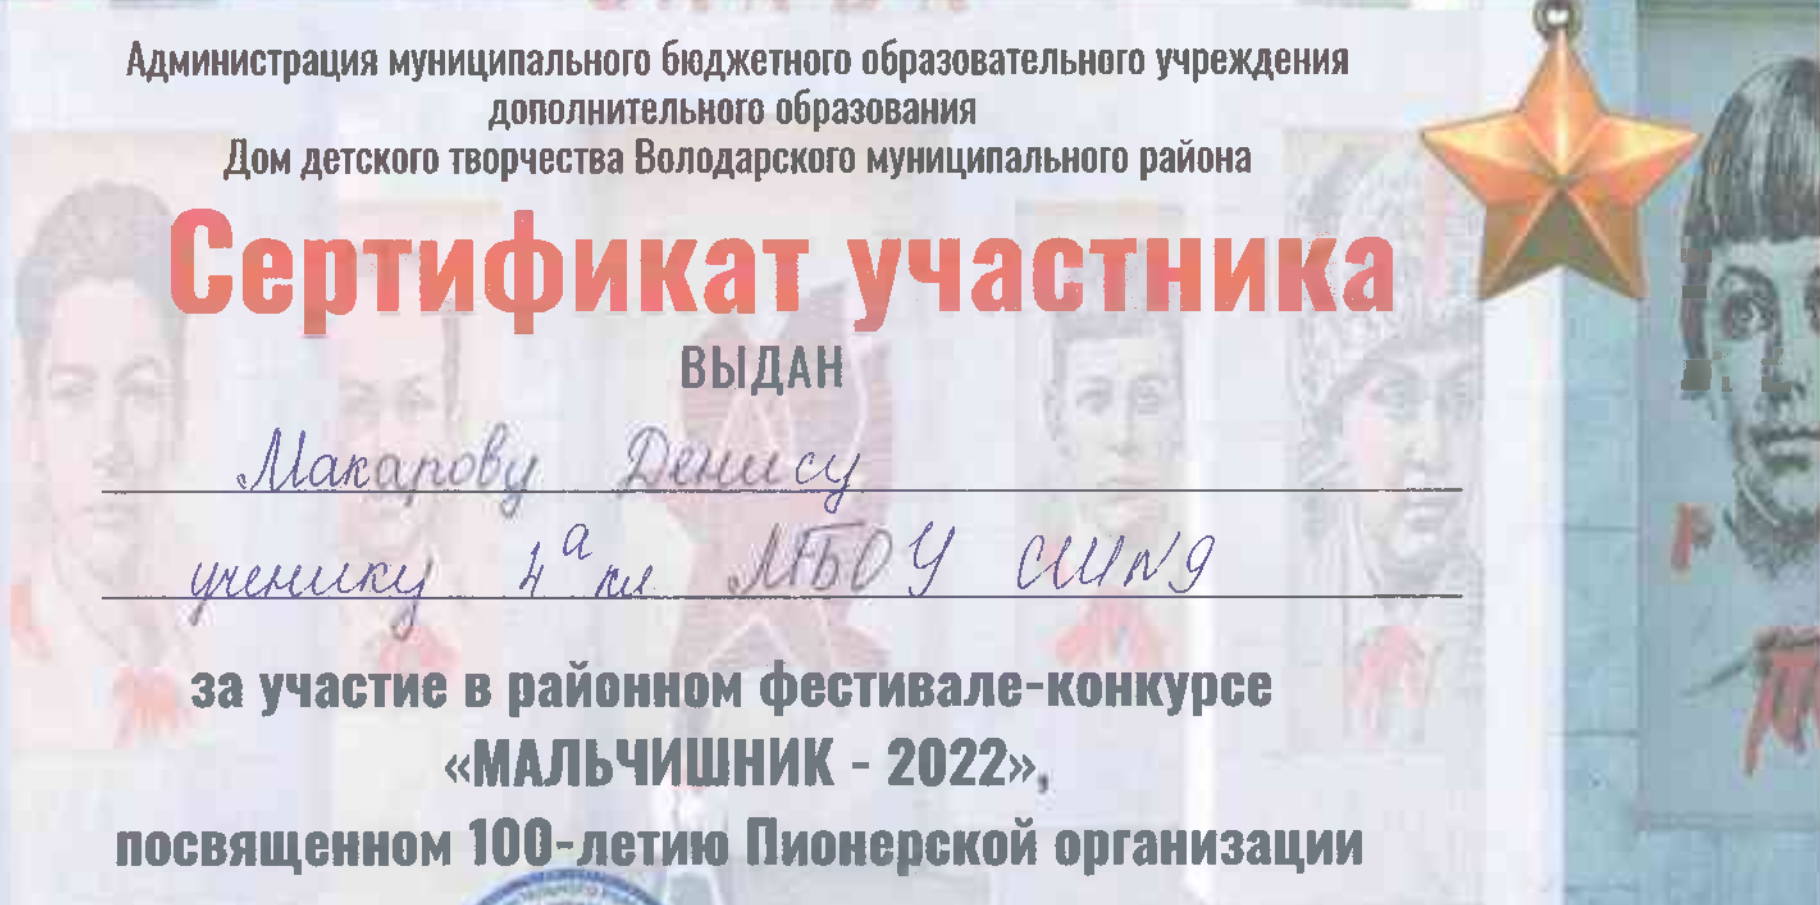 Администрация муниципального бюджетного образовательного учреждения
дополнительного образования
Дом детского творчества Володарского муниципального района
Сертификат участника
ВЫДАН
Макарову Денису
ученику 4а кл МБОУ СШ№9
за участие в районном фестивале-конкурсе
«МАЛЬЧИШНИК - 2022»,
посвященном 100-летию Пионерской организации